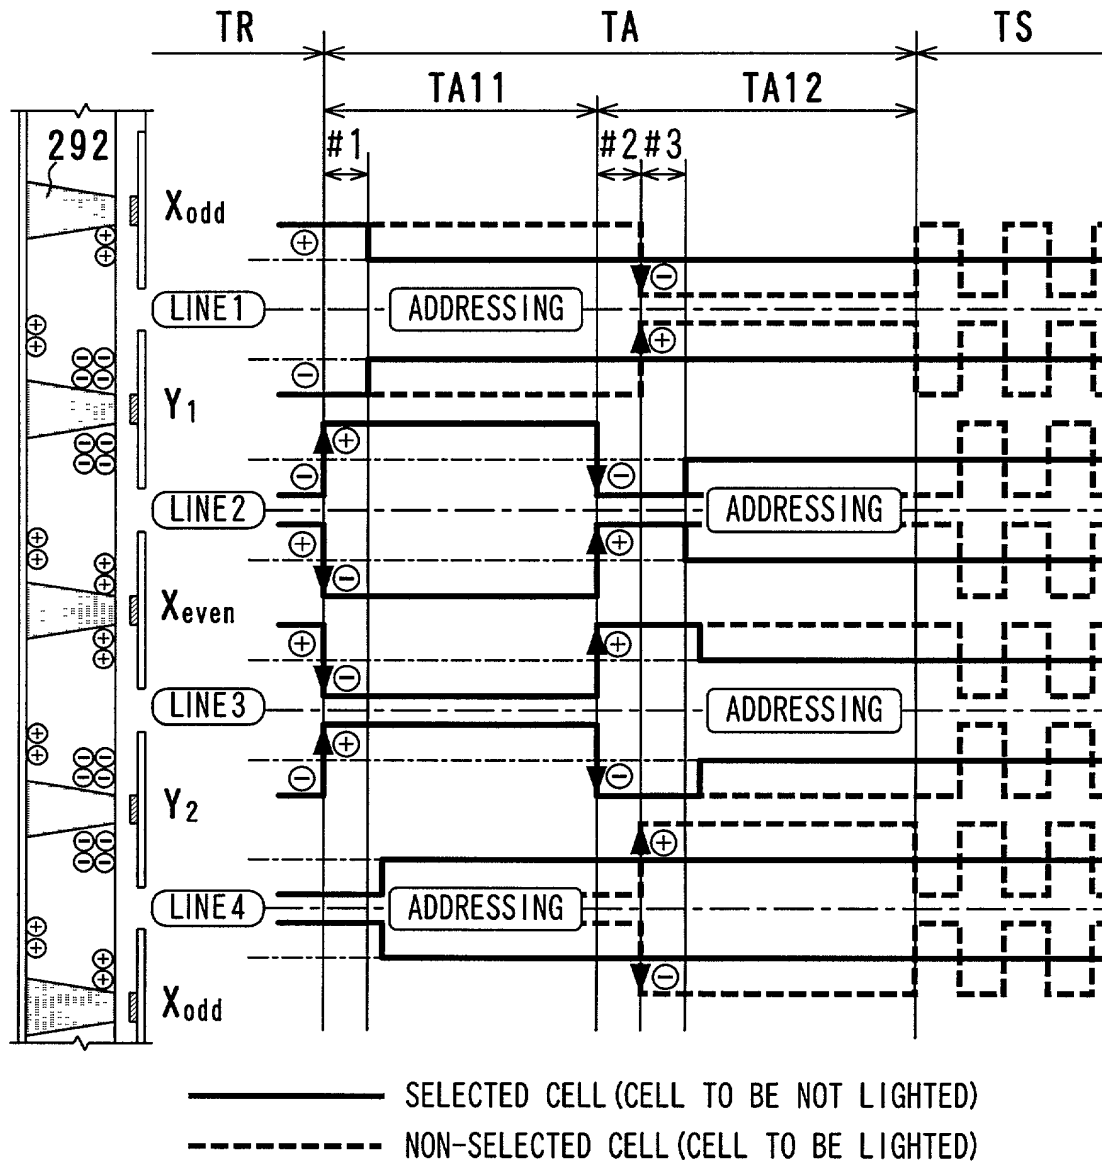 TR TA TS
TA11 TA12
292 #1 #2 #3
Xodd
⊕ ⊕ ⊖
LINE1 ADDRESSING
⊕ ⊕
⊕ ⊖⊖ ⊖
⊖⊖
Y1
⊖⊖ ⊕
⊖⊖ ⊖ ⊖
LINE2 ADDRESSING
⊕ ⊕ ⊕
⊕ ⊕ ⊖
⊕
Xeven
⊕ ⊕ ⊕
⊕ ⊖
LINE3 ADDRESSING
⊕ ⊖⊖ ⊕
⊕ ⊖⊖ ⊖ ⊖
Y2
⊖⊖ ⊕
⊖⊖
LINE4 ADDRESSING
⊕
⊕ ⊕
⊕ ⊖
Xodd
SELECTED CELL(CELL TO BE NOT LIGHTED)
NON-SELECTED CELL(CELL TO BE LIGHTED)